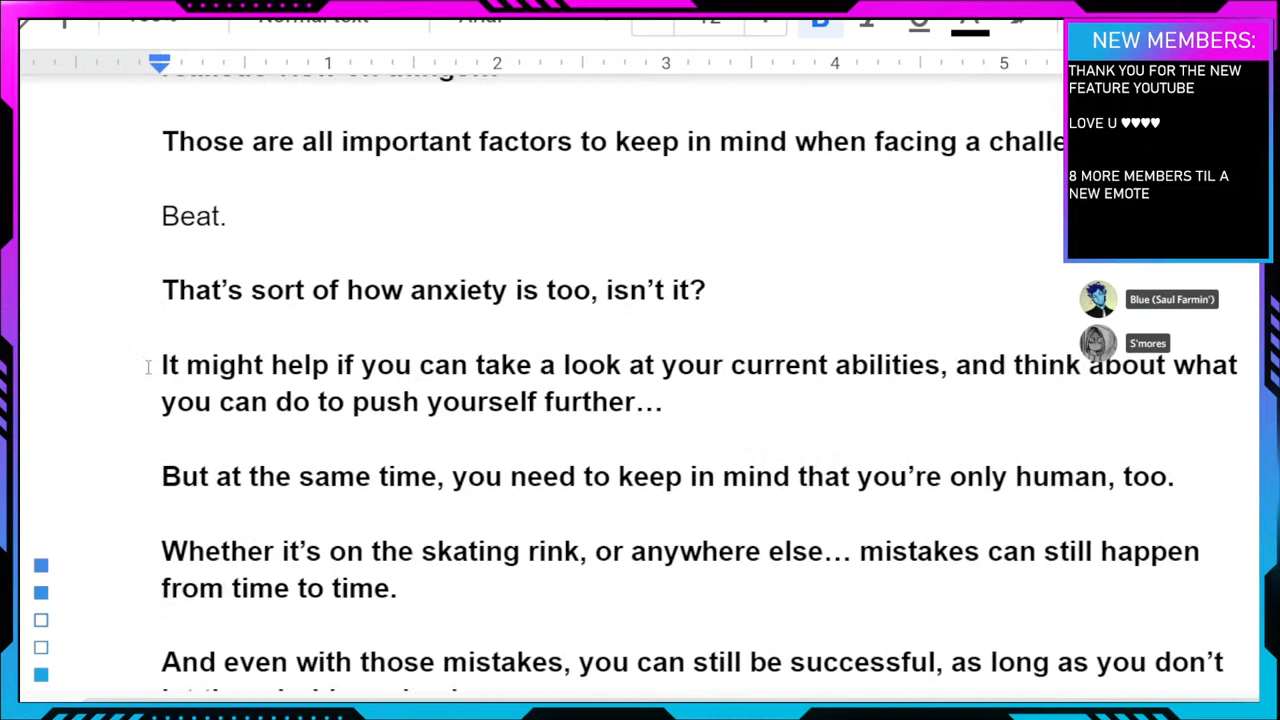 Normal text
12
1
2
3
4
5
Those are all important factors to keep in mind when facing a challe
Beat.
That's sort of how anxiety is too, isn't it?
It might help if you can take a look at your current abilities, and think about what
you can do to push yourself further…
But at the same time, you need to keep in mind that you're only human, too.
Whether it's on the skating rink, or anywhere else… mistakes can still happen
from time to time.
And even with those mistakes, you can still be successful, as long as you don't
NEW MEMBERS:
THANK YOU FOR THE NEW
FEATURE YOUTUBE
LOVE U ♥♥♥♥
8 MORE MEMBERS TIL A
NEW EMOTE
Blue (Saul Farmin')
S'mores